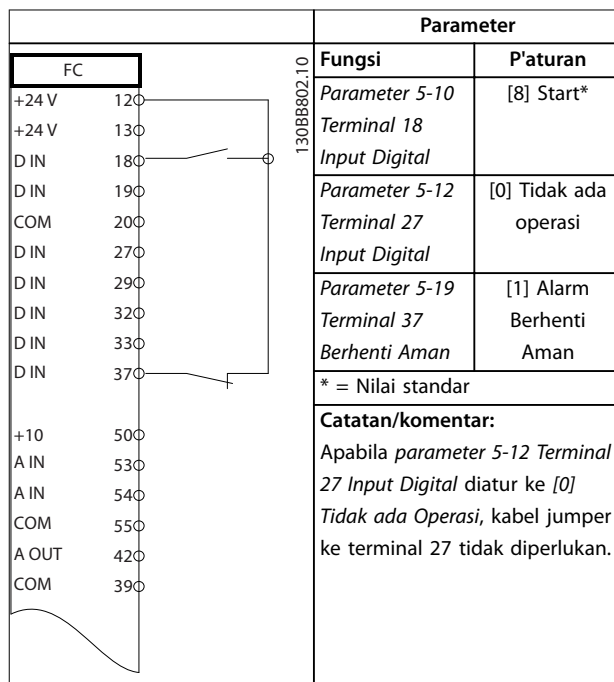 FC
+24 V 12
+24 V 13
D IN 18
D IN 19
COM 20
D IN 27
D IN 29
D IN 32
D IN 33
D IN 37
+10 50
A IN 53
A IN 54
COM 55
A OUT 42
COM 39
130BB802.10
Parameter
Fungsi P'aturan
Parameter 5-10 [8] Start*
Terminal 18
Input Digital
Parameter 5-12 [0] Tidak ada
Terminal 27 operasi
Input Digital
Parameter 5-19 [1] Alarm
Terminal 37 Berhenti
Berhenti Aman Aman
* = Nilai standar
Catatan/komentar:
Apabila parameter 5-12 Terminal
27 Input Digital diatur ke [0]
Tidak ada Operasi, kabel jumper
ke terminal 27 tidak diperlukan.